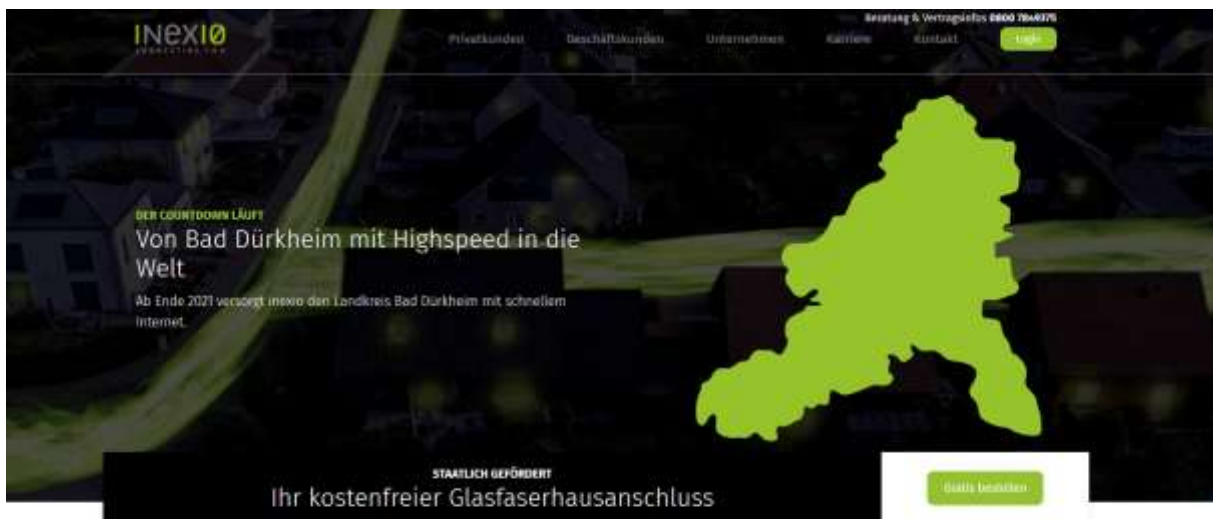 Beratung & Vertragsinfos 0800 7849375
INEXIO
Privatkunden Geschäftskunden Unternehmen Karriere Kontakt Login
DER COUNTDOWN LÄUFT
Von Bad Dürkheim mit Highspeed in die
Welt
Ab Ende 2021 versorgt inexio den Landkreis Bad Dürkheim mit schnellem
Internet.
STAATLICH GEFÖRDERT
Ihr kostenfreier Glasfaserhausanschluss
Gratis bestellen